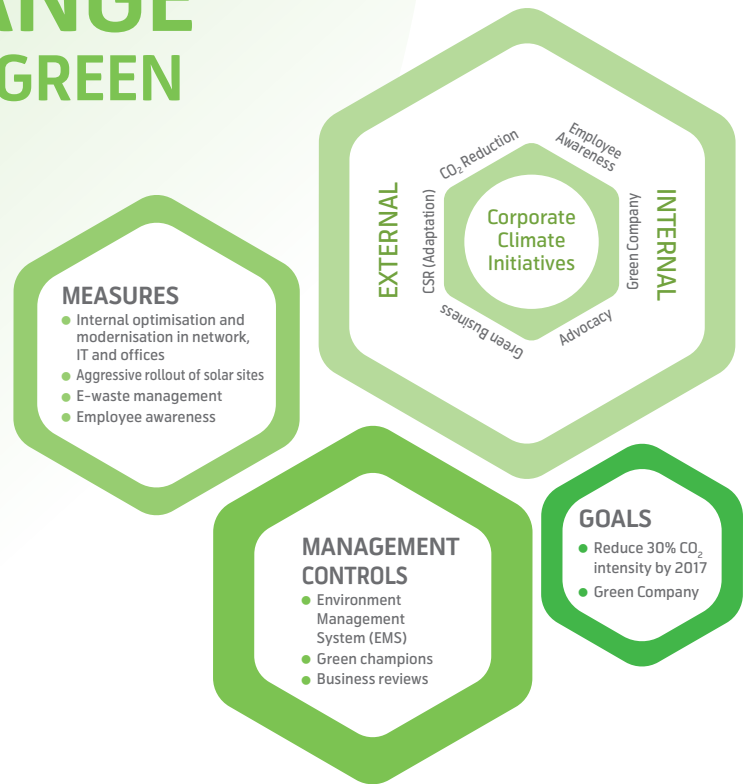 ANGE
GREEN
EXTERNAL
INTERNAL
CO₂ Reduction
Employee
Awareness
CSR (Adaptation)
Green Company
Green Business
Advocacy
Corporate
Climate
Initiatives
MEASURES
Internal optimisation and
modernisation in network,
IT and offices
Aggressive rollout of solar sites
E-waste management
Employee awareness
MANAGEMENT
CONTROLS
Environment
Management
System (EMS)
Green champions
Business reviews
GOALS
Reduce 30% CO₂
intensity by 2017
Green Company